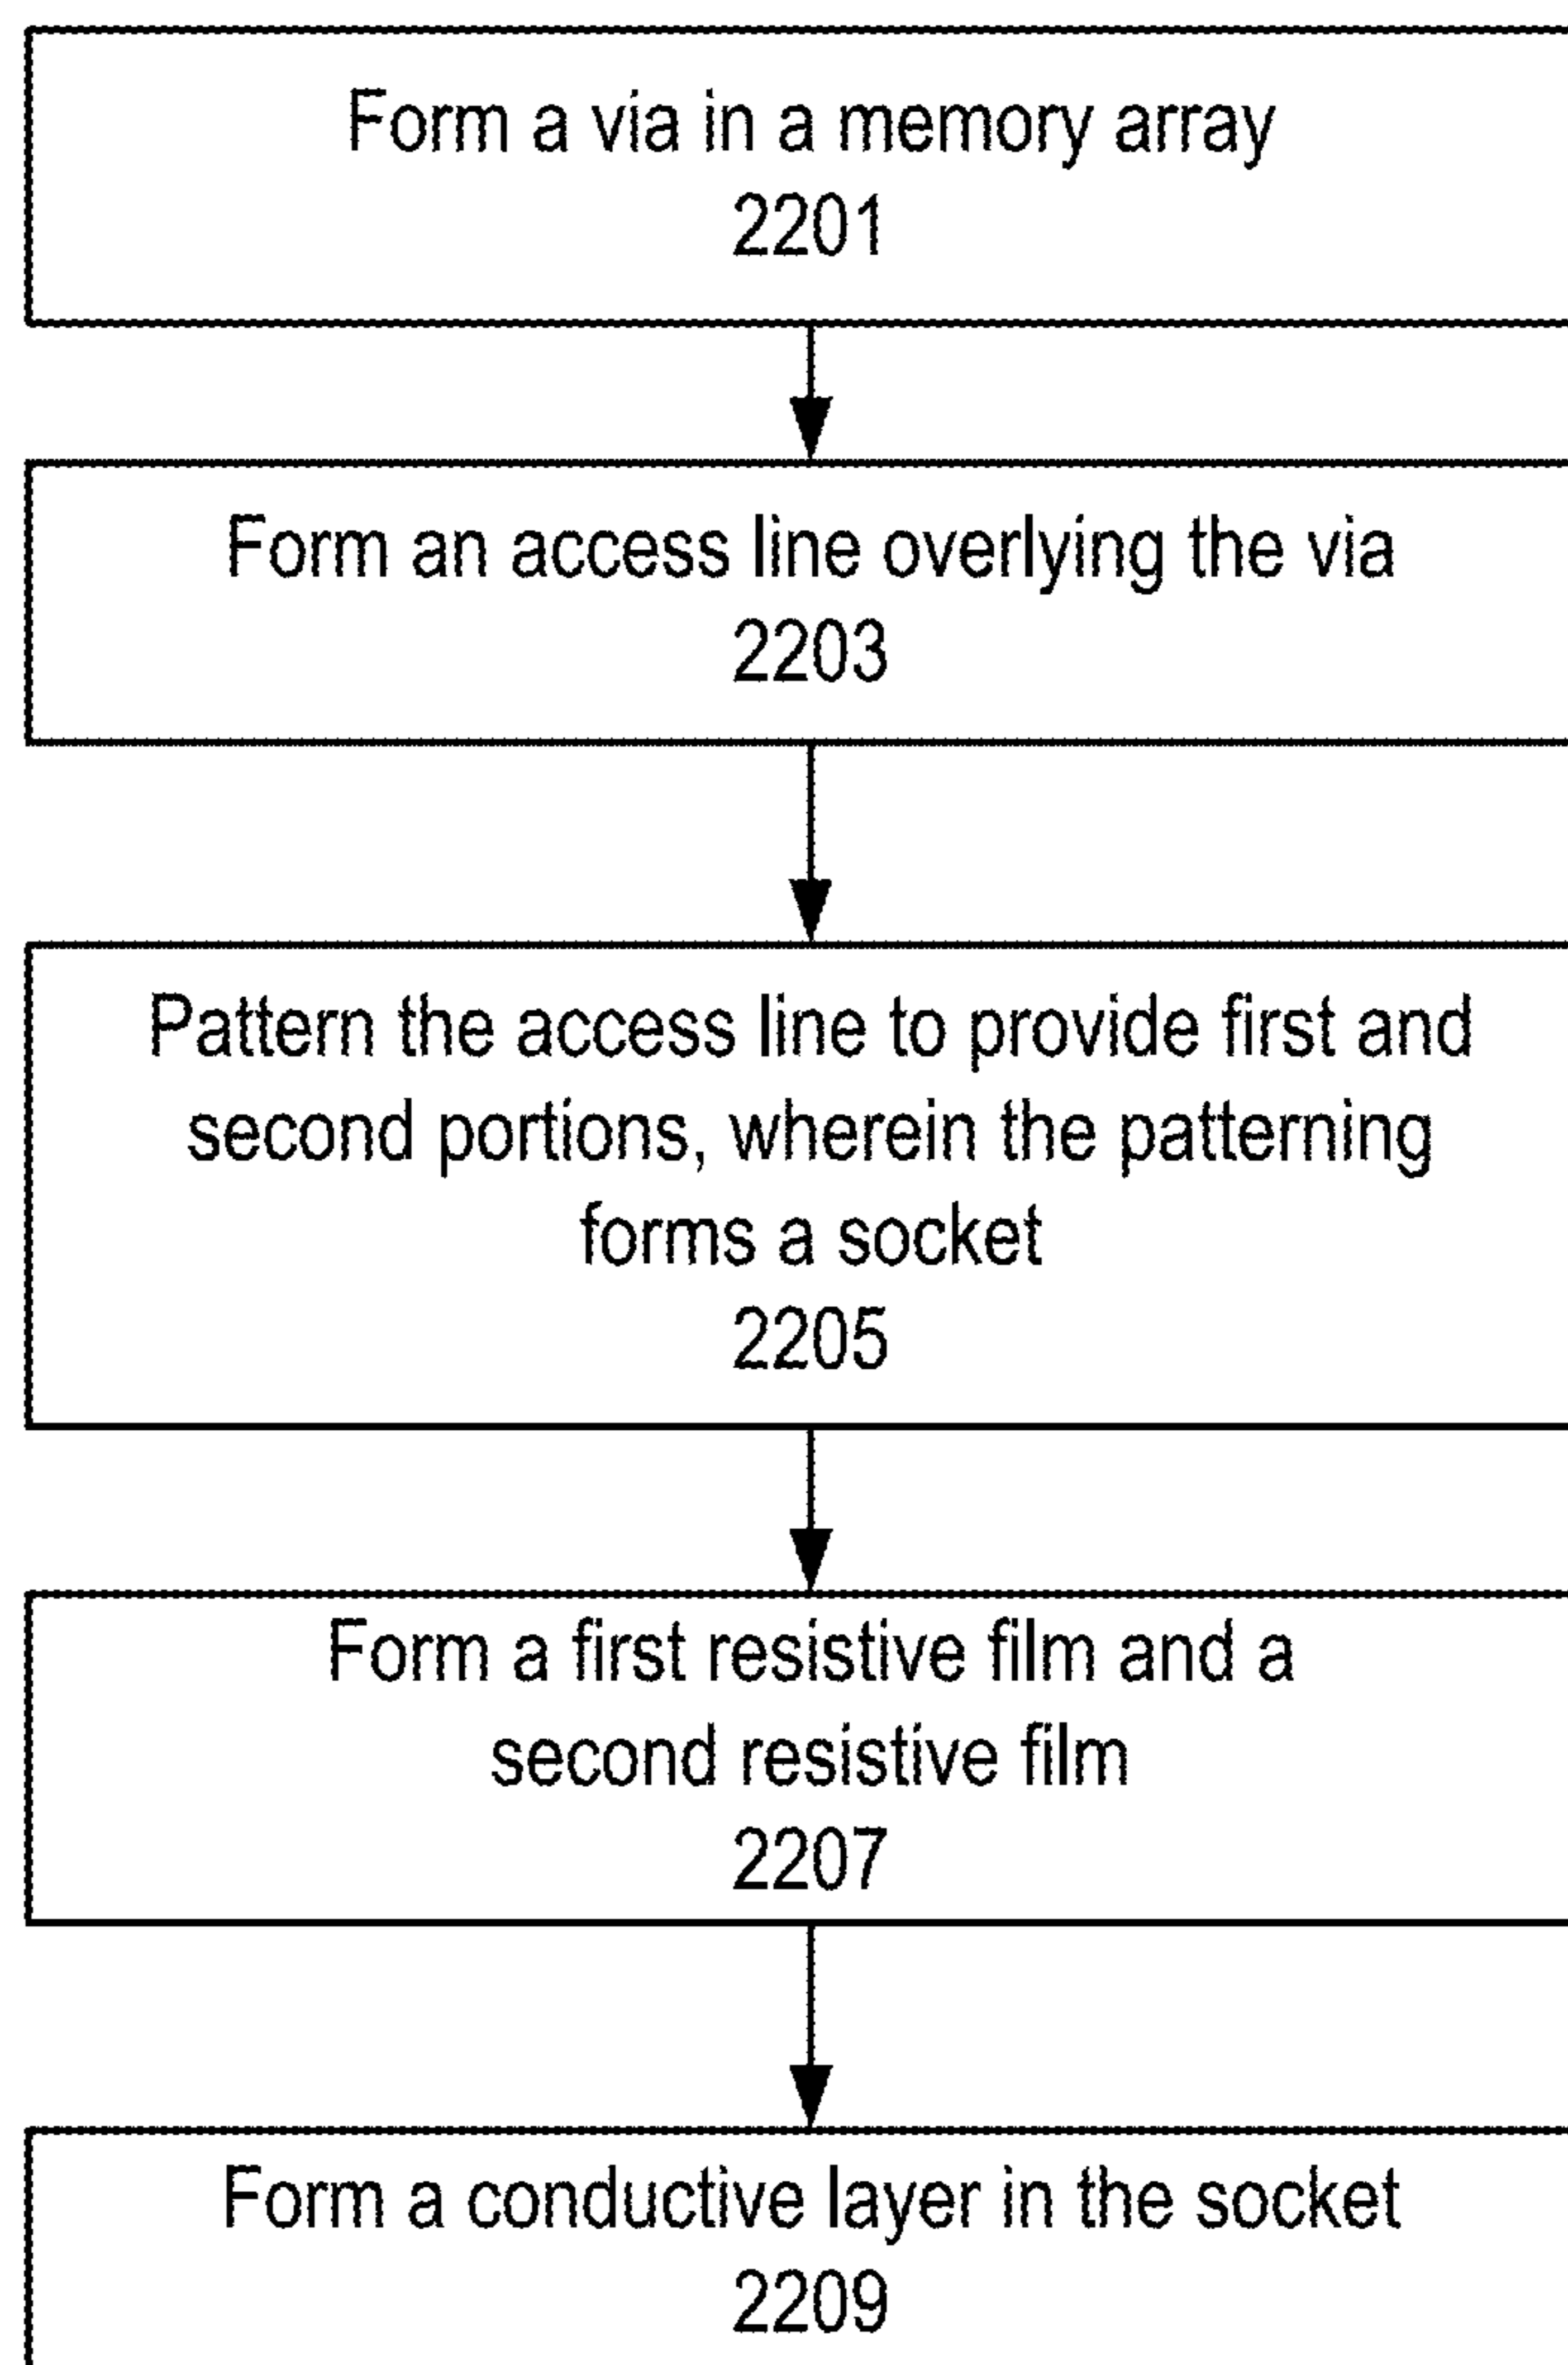 Form a via in a memory array
2201
Form an access line overlying the via
2203
Pattern the access line to provide first and
second portions, wherein the patterning
forms a socket
2205
Form a first resistive film and a
second resistive film
2207
Form a conductive layer in the socket
2209